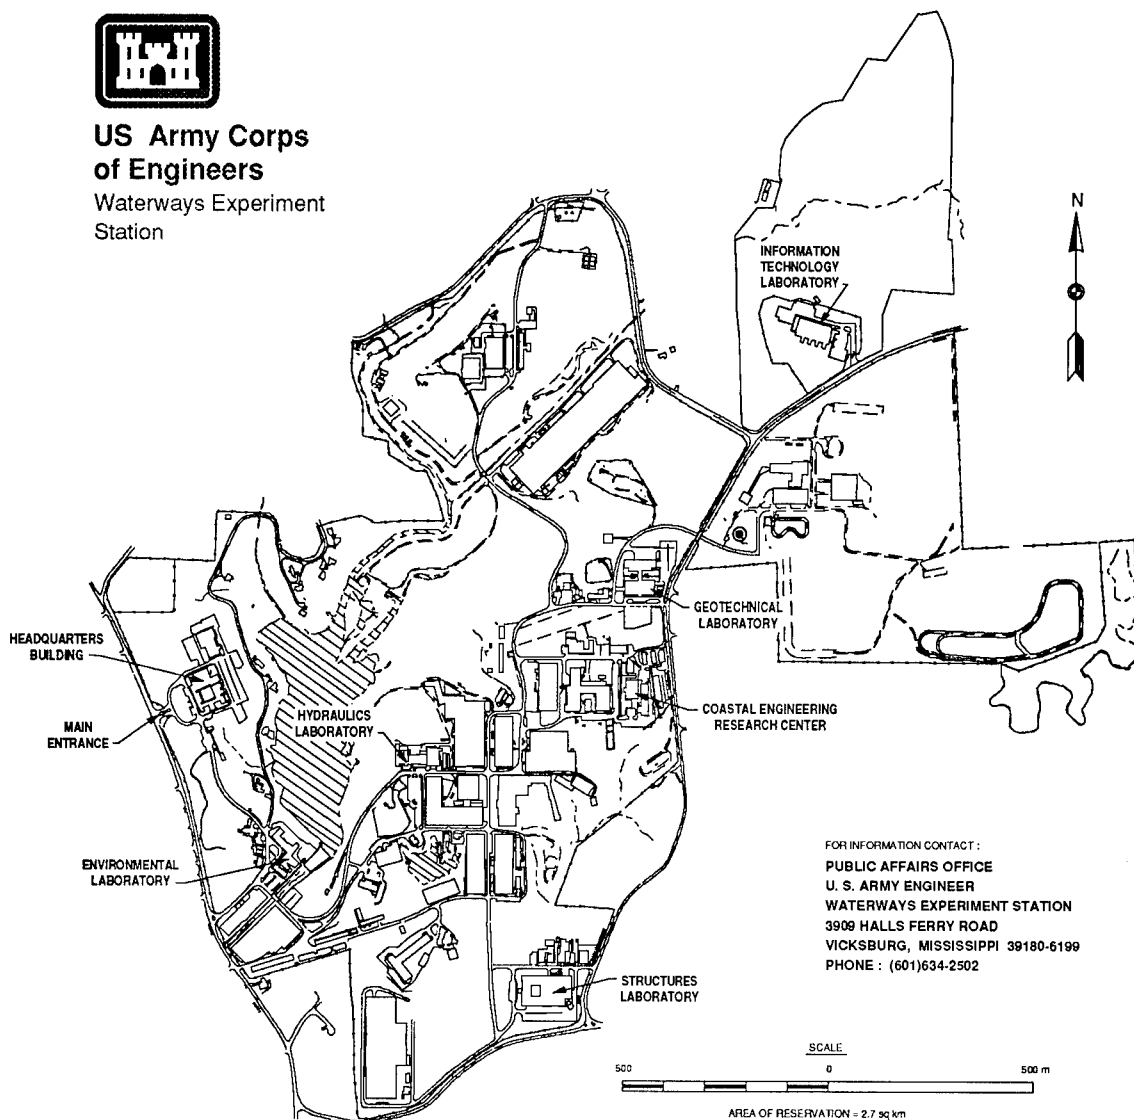 US Army Corps
of Engineers
Waterways Experiment
Station
N
INFORMATION
TECHNOLOGY
LABORATORY
GEOTECHNICAL
LABORATORY
HEADQUARTERS
BUILDING
MAIN
ENTRANCE
HYDRAULICS
LABORATORY
COASTAL ENGINEERING
RESEARCH CENTER
ENVIRONMENTAL
LABORATORY
STRUCTURES
LABORATORY
FOR INFORMATION CONTACT :
PUBLIC AFFAIRS OFFICE
U. S. ARMY ENGINEER
WATERWAYS EXPERIMENT STATION
3909 HALLS FERRY ROAD
VICKSBURG, MISSISSIPPI 39180-6199
PHONE : (601)634-2502
SCALE
500 0 500 m
AREA OF RESERVATION = 2.7 sq km